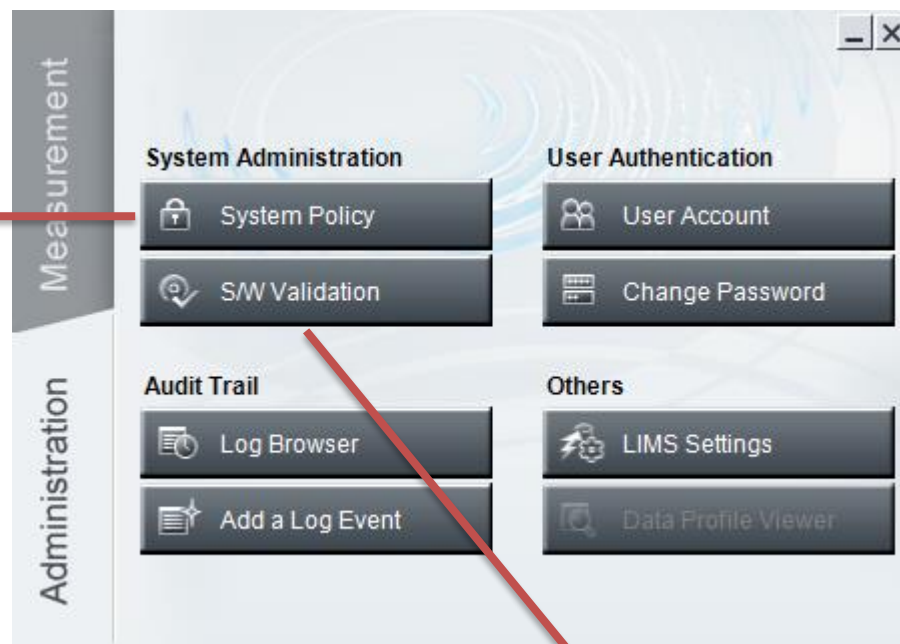 Measurement
Administration
System Administration
System Policy
S/W Validation
User Authentication
User Account
Change Password
Audit Trail
Log Browser
Add a Log Event
Others
LIMS Settings
Data Profile Viewer